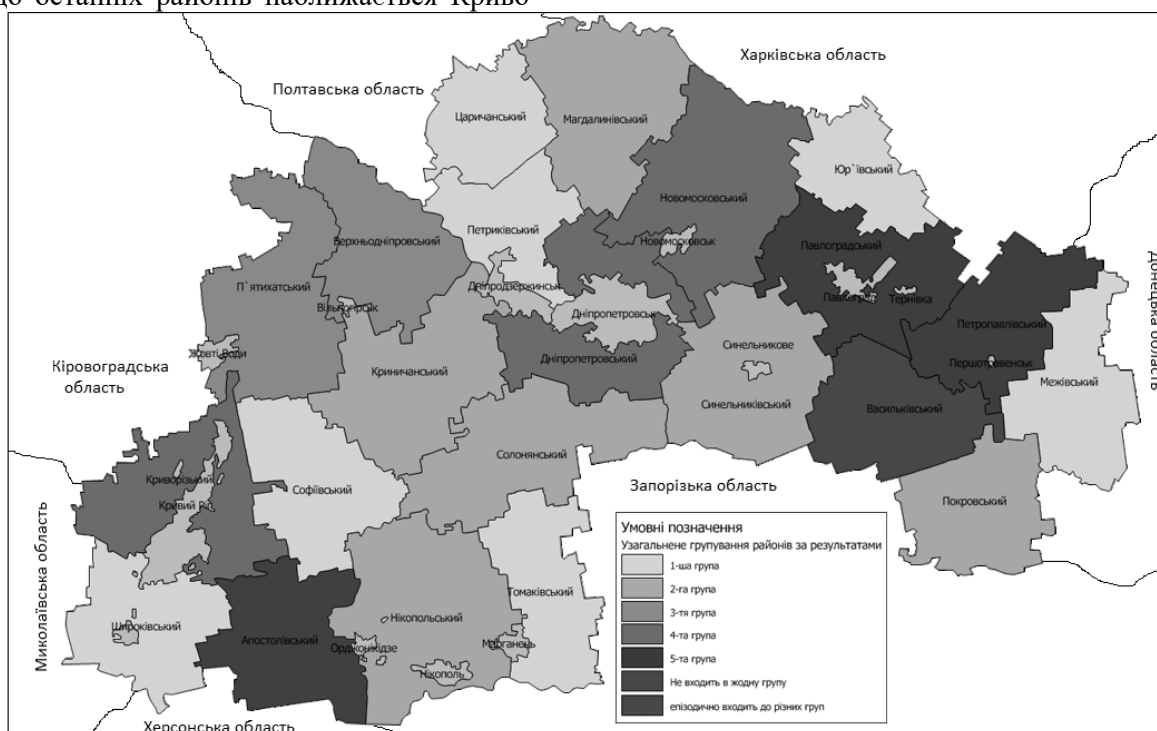 до останніх районів наближається Криво
Харківська область
Полтавська область
Царичанський
Магдалинівський
Юр`ївський
Новомосковський
Петриківський
Верхньодніпровський
Новомосковськ
Павлоградський
Донецька область
П`ятихатський
Дніпродзержинськ
Павлоград
Тернівка
Вільногірськ
Дніпропетровськ
Петропавлівський
Жовті Води
Дніпропетровський
Синельникове
Першотравенськ
Кіровоградська
область
Криничанський
Межівський
Синельниківський
Васильківський
Солонянський
Криворізький
Софіївський
Запорізька область
Покровський
Кривий Ріг
Миколаївська область
Умовні позначення
Узагальнене групування районів за результатами
1-ша група
2-га група
3-тя група
4-та група
5-та група
Не входить в жодну групу
епізодично входить до різних груп
Томаківський
Нікопольський
Широківський
Апостолівський
Орджонікідзе
Марганець
Нікополь
Херсонська область